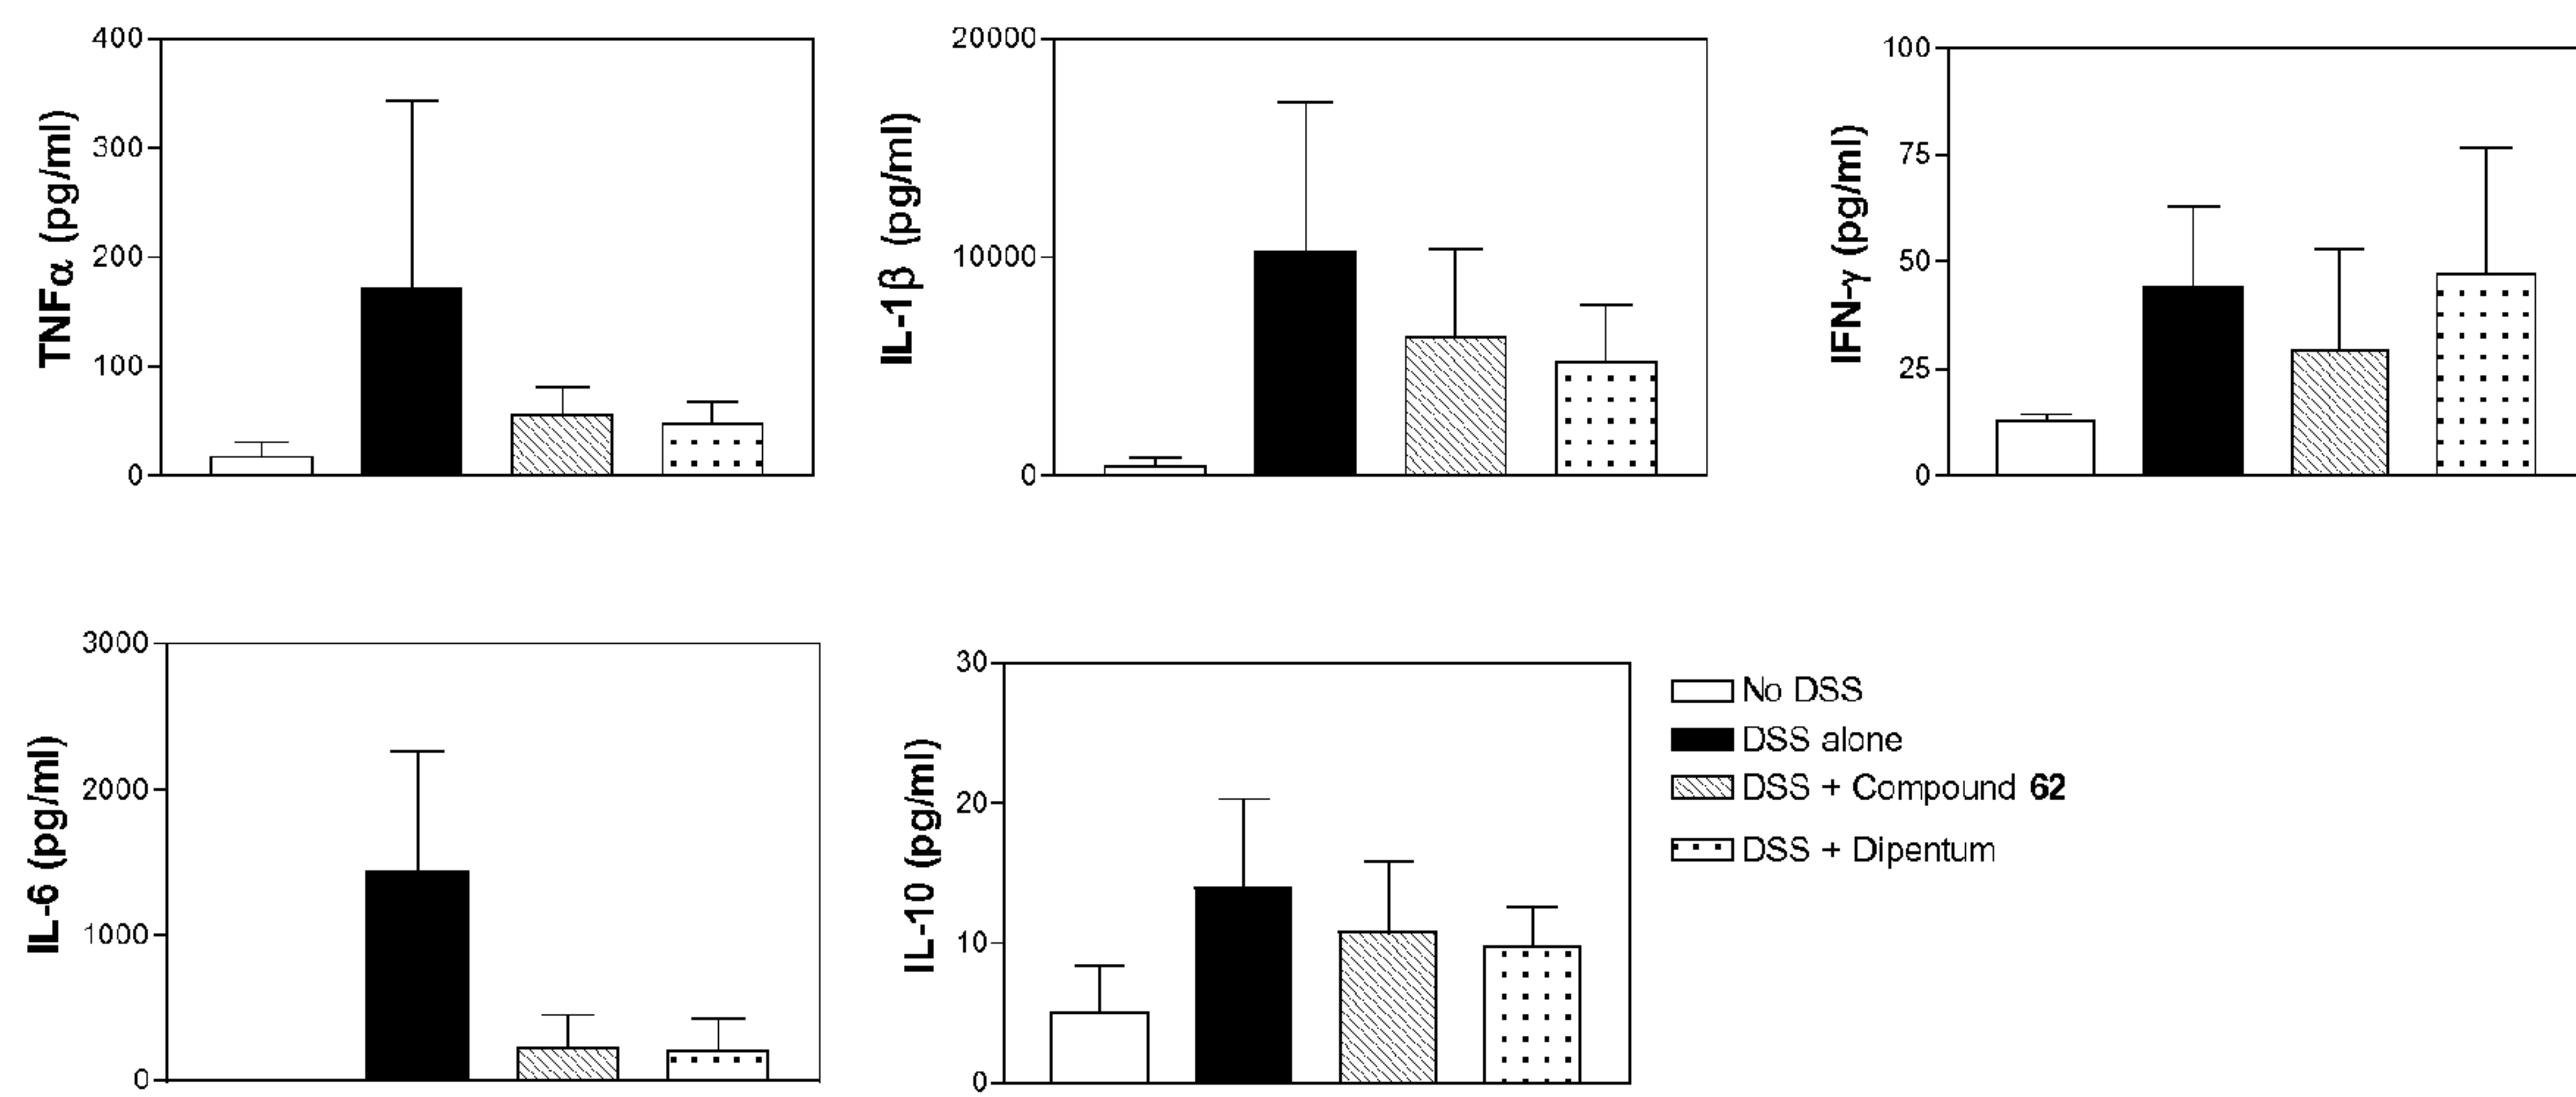 TNFα (pg/ml)
400
300
200
100
0
IL-1β (pg/ml)
20000
10000
0
IFN-γ (pg/ml)
100
75
50
25
0
IL-6 (pg/ml)
3000
2000
1000
0
IL-10 (pg/ml)
30
20
10
0
No DSS
DSS alone
DSS + Compound 62
DSS + Dipentum